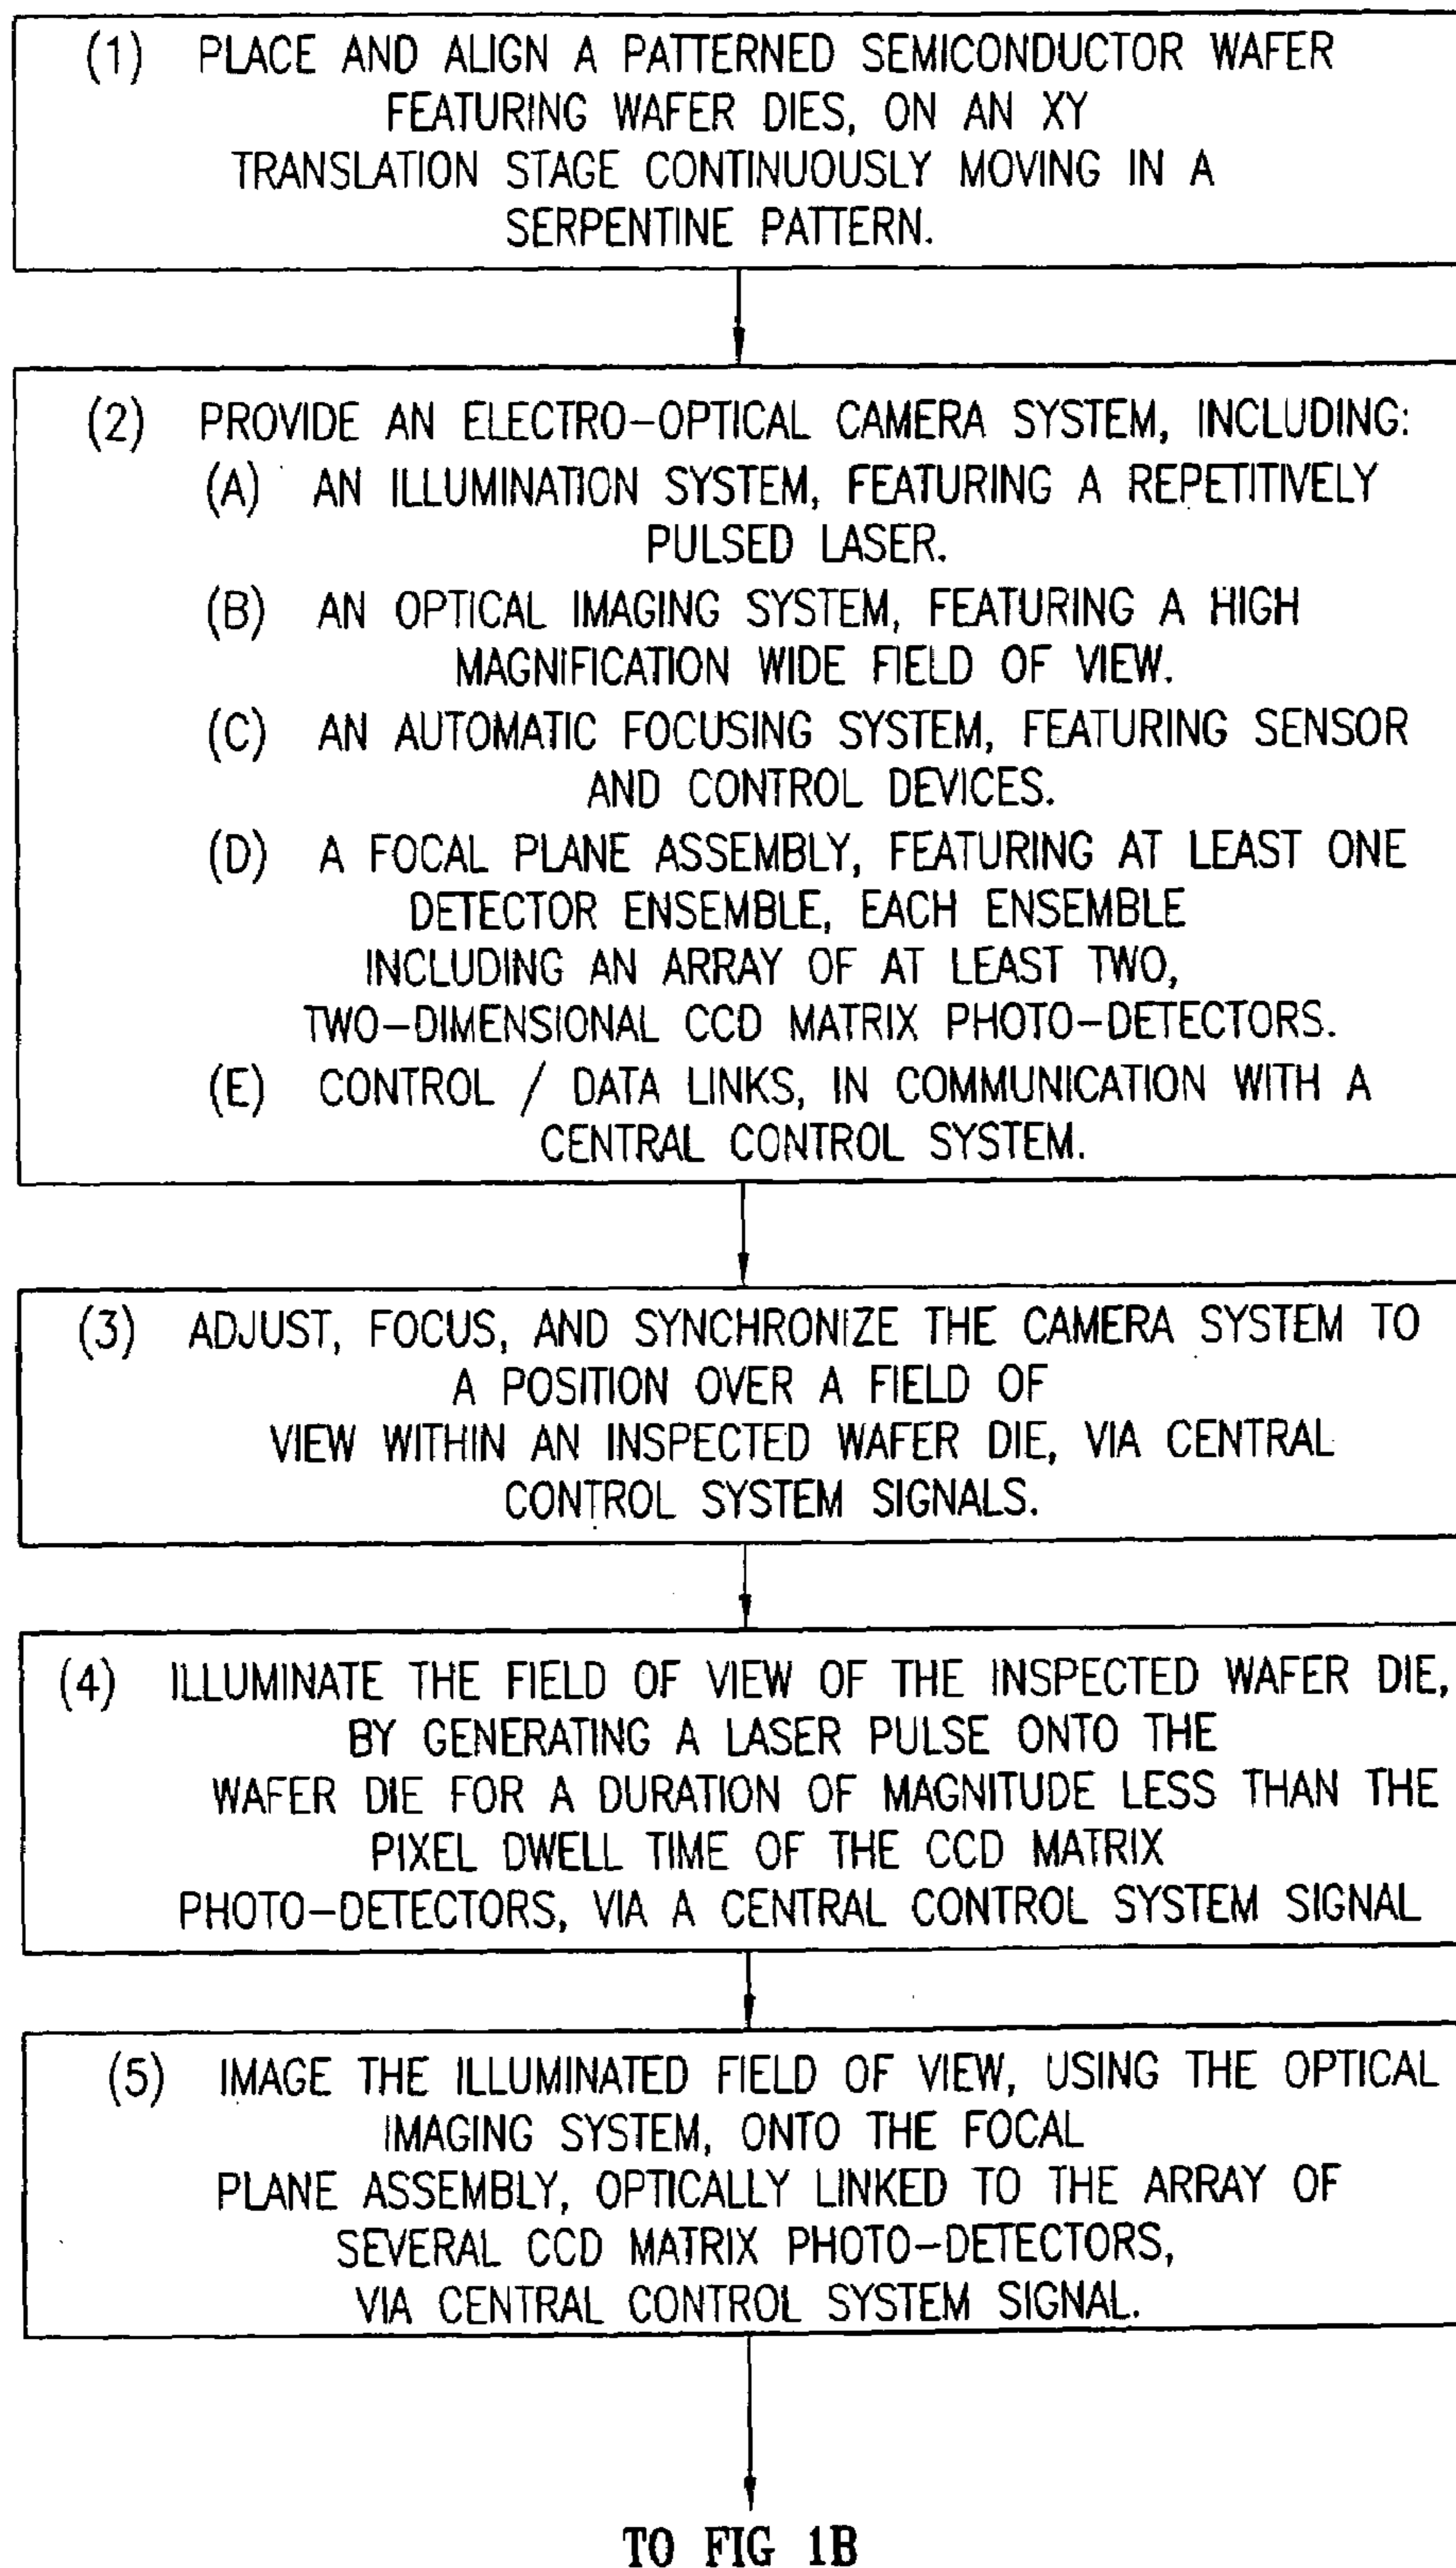 (1) PLACE AND ALIGN A PATTERNED SEMICONDUCTOR WAFER
FEATURING WAFER DIES, ON AN XY
TRANSLATION STAGE CONTINUOUSLY MOVING IN A
SERPENTINE PATTERN.
(2) PROVIDE AN ELECTRO-OPTICAL CAMERA SYSTEM, INCLUDING:
(A) AN ILLUMINATION SYSTEM, FEATURING A REPETITIVELY
PULSED LASER.
(B) AN OPTICAL IMAGING SYSTEM, FEATURING A HIGH
MAGNIFICATION WIDE FIELD OF VIEW.
(C) AN AUTOMATIC FOCUSING SYSTEM, FEATURING SENSOR
AND CONTROL DEVICES.
(D) A FOCAL PLANE ASSEMBLY, FEATURING AT LEAST ONE
DETECTOR ENSEMBLE, EACH ENSEMBLE
INCLUDING AN ARRAY OF AT LEAST TWO,
TWO-DIMENSIONAL CCD MATRIX PHOTO-DETECTORS.
(E) CONTROL / DATA LINKS, IN COMMUNICATION WITH A
CENTRAL CONTROL SYSTEM.
(3) ADJUST, FOCUS, AND SYNCHRONIZE THE CAMERA SYSTEM TO
A POSITION OVER A FIELD OF
VIEW WITHIN AN INSPECTED WAFER DIE, VIA CENTRAL
CONTROL SYSTEM SIGNALS.
(4) ILLUMINATE THE FIELD OF VIEW OF THE INSPECTED WAFER DIE,
BY GENERATING A LASER PULSE ONTO THE
WAFER DIE FOR A DURATION OF MAGNITUDE LESS THAN THE
PIXEL DWELL TIME OF THE CCD MATRIX
PHOTO-DETECTORS, VIA A CENTRAL CONTROL SYSTEM SIGNAL
(5) IMAGE THE ILLUMINATED FIELD OF VIEW, USING THE OPTICAL
IMAGING SYSTEM, ONTO THE FOCAL
PLANE ASSEMBLY, OPTICALLY LINKED TO THE ARRAY OF
SEVERAL CCD MATRIX PHOTO-DETECTORS,
VIA CENTRAL CONTROL SYSTEM SIGNAL.
TO FIG 1B